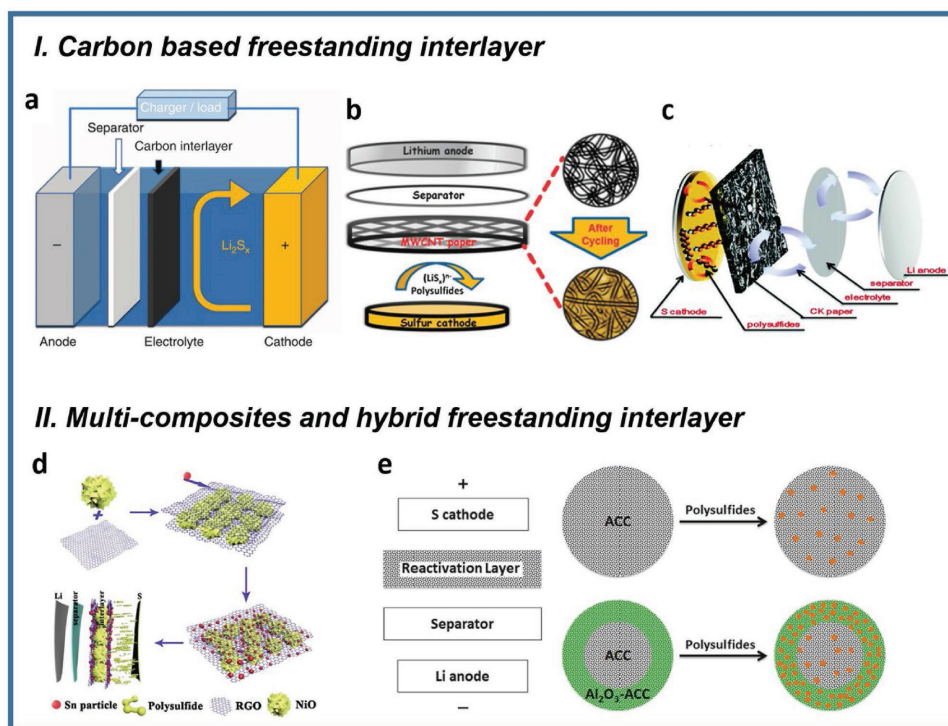 I. Carbon based freestanding interlayer
a
Charger / load
Separator
Carbon interlayer
−
Li₂Sₓ
+
Anode
Electrolyte
Cathode
b
Lithium anode
Separator
MWCNT paper
(LiSₓ)ⁿ⁻
Polysulfides
Sulfur cathode
After
Cycling
c
Li anode
separator
electrolyte
CK paper
polysulfides
S cathode
II. Multi-composites and hybrid freestanding interlayer
d
+
Li
separator
interlayer
S
Sn particle
Polysulfide
RGO
NiO
e
+
S cathode
Reactivation Layer
Separator
Li anode
−
ACC
Polysulfides
ACC
Al₂O₃-ACC
Polysulfides